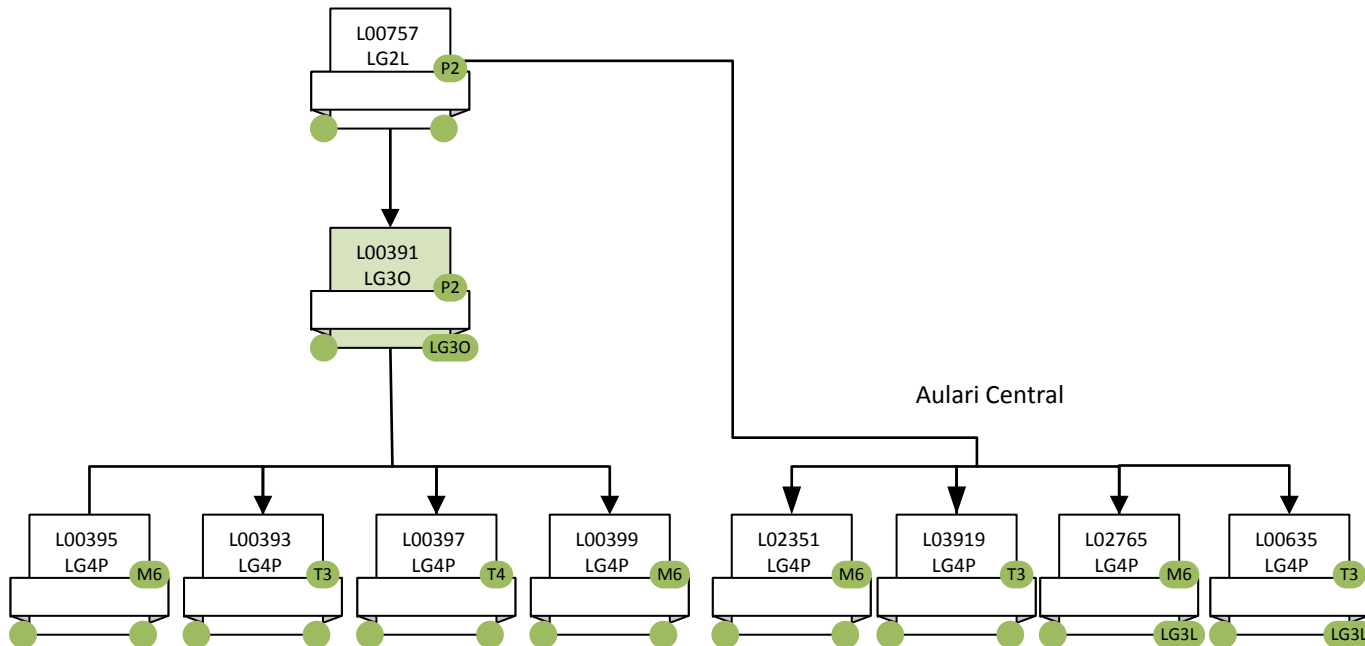 L00757
LG2L
P2
L00391
LG3O
P2
LG3O
Aulari Central
L00395
LG4P
M6
L00393
LG4P
T3
L00397
LG4P
T4
L00399
LG4P
M6
L02351
LG4P
M6
L03919
LG4P
T3
L02765
LG4P
M6
LG3L
L00635
LG4P
T3
LG3L